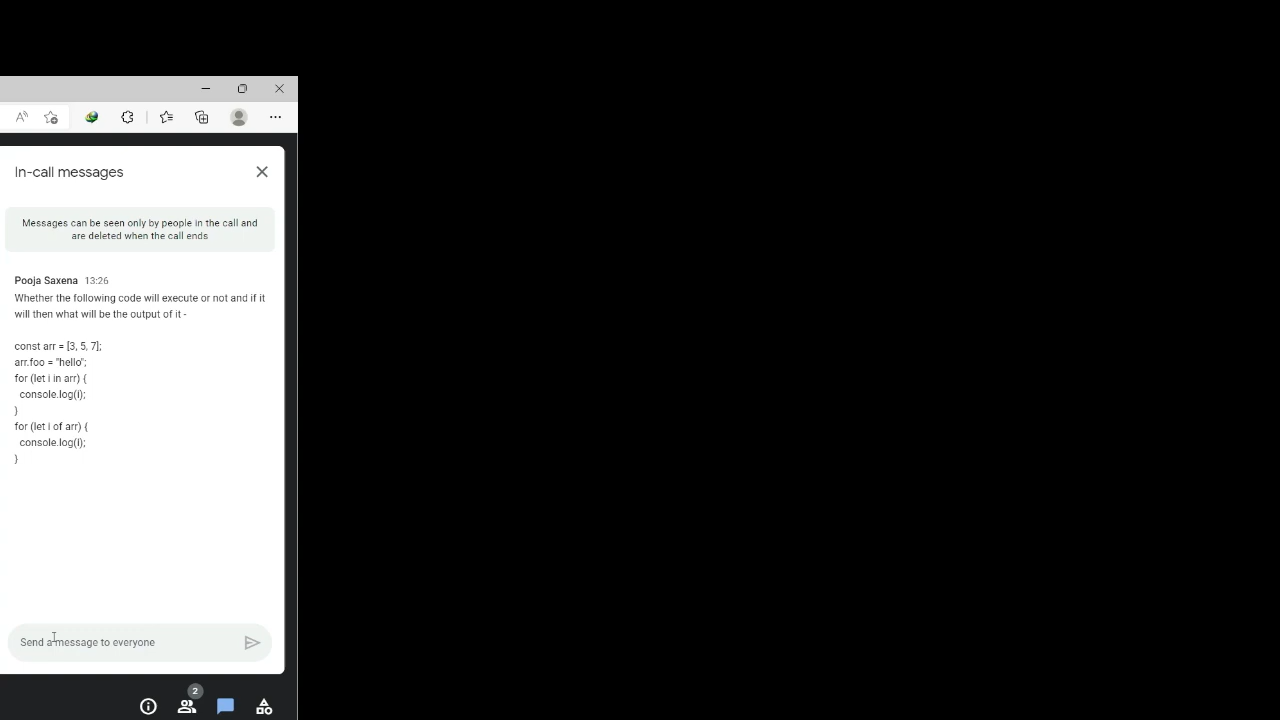 In-call messages
Messages can be seen only by people in the call and
are deleted when the call ends
Pooja Saxena 13:26
Whether the following code will execute or not and if it
will then what will be the output of it -
const arr = [3, 5, 7];
arr.foo = "hello";
for (let i in arr) {
console.log(i);
}
for (let i of arr) {
console.log(i);
}
Send a message to everyone
2